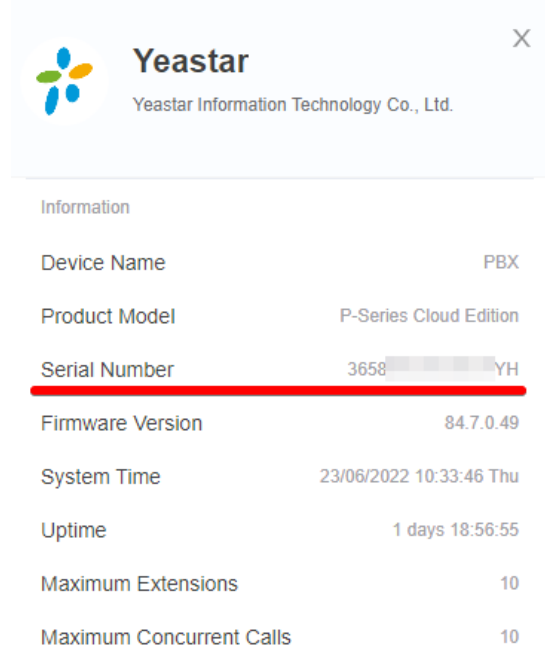 Yeastar
Yeastar Information Technology Co., Ltd.
Information
Device Name PBX
Product Model P-Series Cloud Edition
Serial Number 3658 YH
Firmware Version 84.7.0.49
System Time 23/06/2022 10:33:46 Thu
Uptime 1 days 18:56:55
Maximum Extensions 10
Maximum Concurrent Calls 10